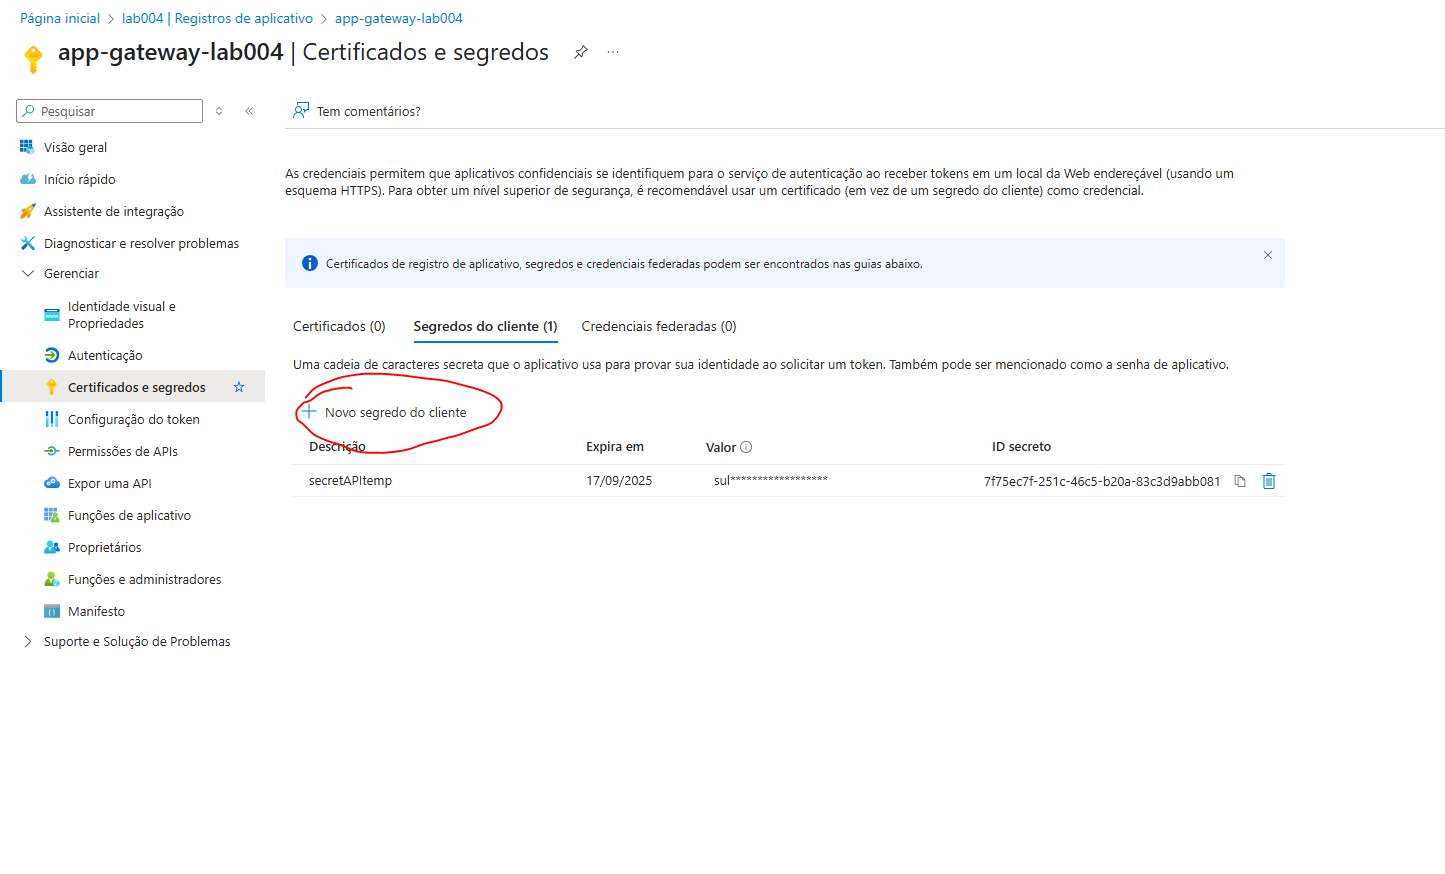 Página inicial > lab004 | Registros de aplicativo > app-gateway-lab004
app-gateway-lab004 | Certificados e segredos
Pesquisar
Visão geral
Início rápido
Assistente de integração
Diagnosticar e resolver problemas
Gerenciar
Identidade visual e
Propriedades
Autenticação
Certificados e segredos
Configuração do token
Permissões de APIs
Expor uma API
Funções de aplicativo
Proprietários
Funções e administradores
Manifesto
Suporte e Solução de Problemas
Tem comentários?
As credenciais permitem que aplicativos confidenciais se identifiquem para o serviço de autenticação ao receber tokens em um local da Web endereçável (usando um
esquema HTTPS). Para obter um nível superior de segurança, é recomendável usar um certificado (em vez de um segredo do cliente) como credencial.
Certificados de registro de aplicativo, segredos e credenciais federadas podem ser encontrados nas guias abaixo.
Certificados (0) Segredos do cliente (1) Credenciais federadas (0)
Uma cadeia de caracteres secreta que o aplicativo usa para provar sua identidade ao solicitar um token. Também pode ser mencionado como a senha de aplicativo.
Novo segredo do cliente
Descrição Expira em Valor ID secreto
secretAPItemp 17/09/2025 sul****************** 7f75ec7f-251c-46c5-b20a-83c3d9abb081